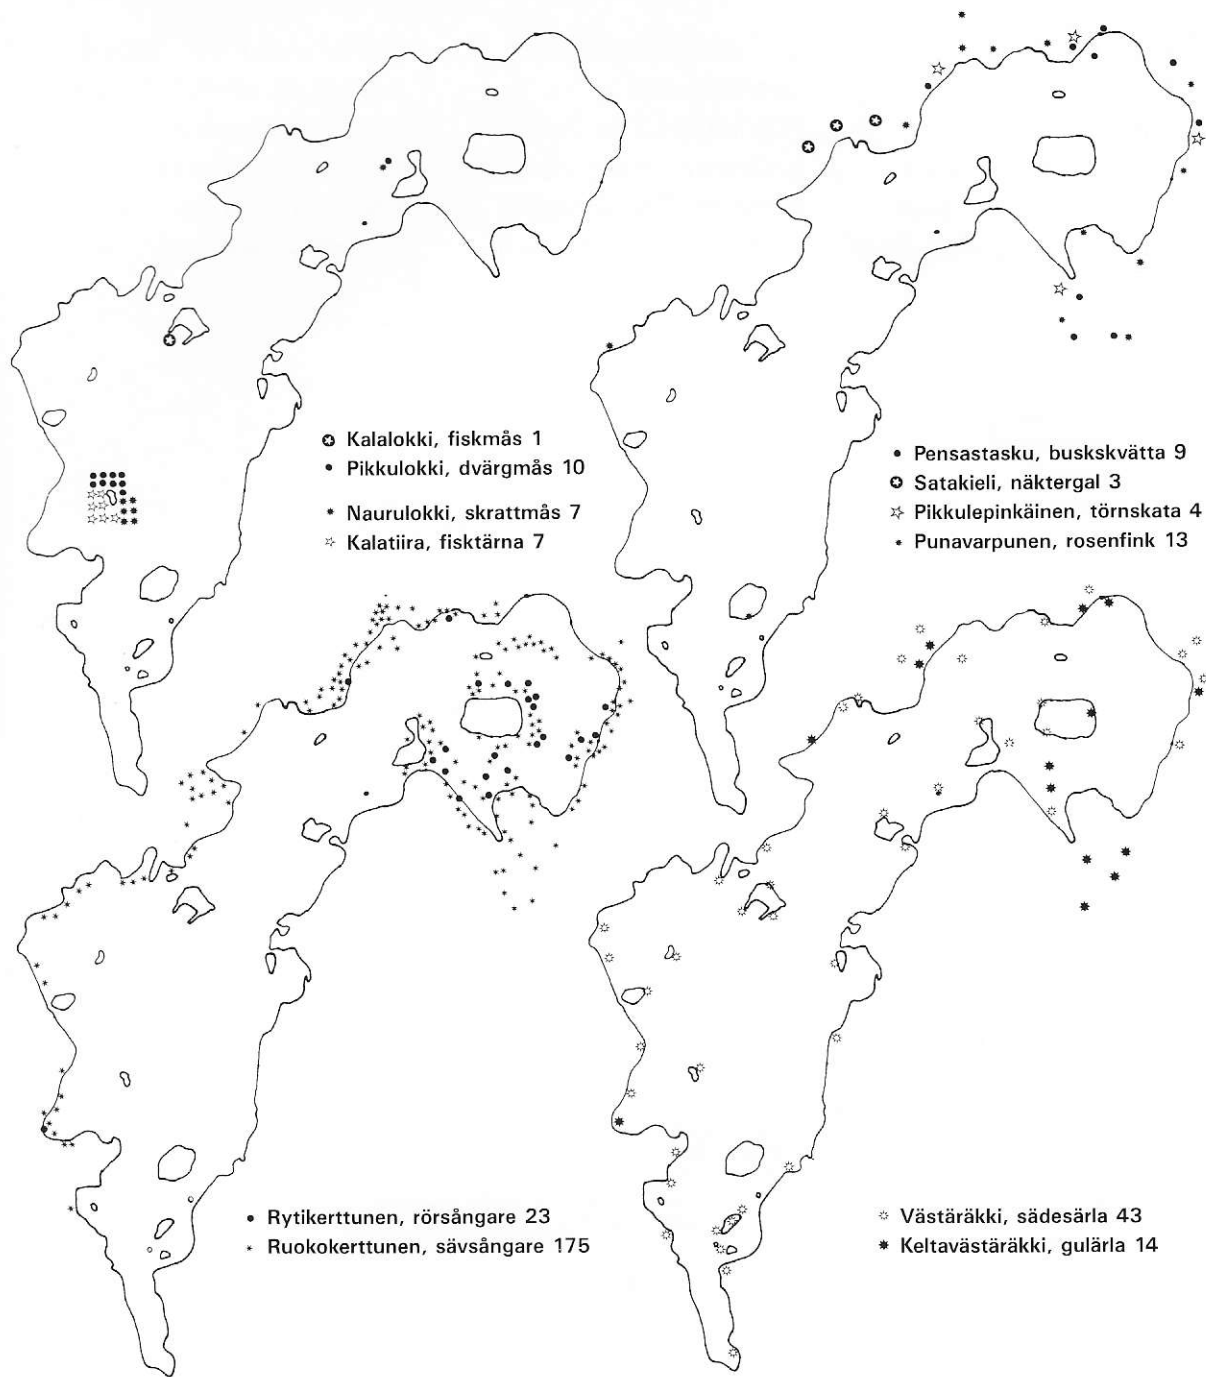 Kalalokki, fiskmås 1
Pikkulokki, dvärgmås 10
Naurulokki, skrattmås 7
Kalatiira, fisktärna 7
Pensastasku, buskskvätta 9
Satakieli, näktergal 3
Pikkulepinkäinen, törnskata 4
Punavarpunen, rosenfink 13
Rytikerttunen, rörsångare 23
Ruokokerttunen, sävsångare 175
Västäräkki, sädesärla 43
Keltavästäräkki, gulärla 14